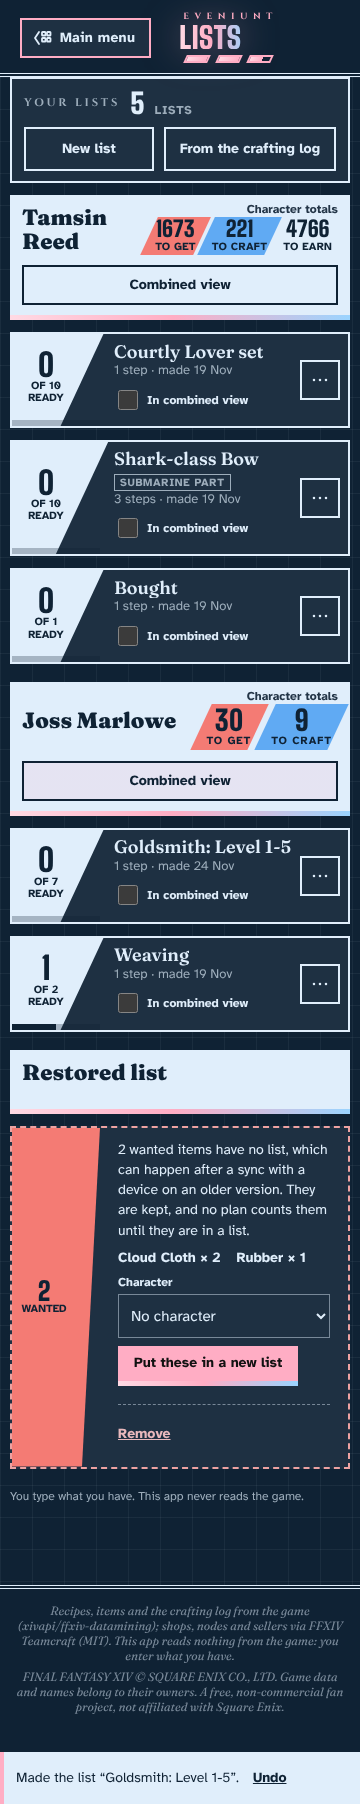 Main menu
EVENIUNT
LISTS
YOUR LISTS 5 LISTS
New list
From the crafting log
Tamsin Reed
Character totals
1673 TO GET
221 TO CRAFT
4766 TO EARN
Combined view
0
OF 10
READY
Courtly Lover set
1 step · made 19 Nov
In combined view
...
0
OF 10
READY
Shark-class Bow
SUBMARINE PART
3 steps · made 19 Nov
In combined view
...
0
OF 1
READY
Bought
1 step · made 19 Nov
In combined view
...
Joss Marlowe
Character totals
30 TO GET
9 TO CRAFT
Combined view
0
OF 7
READY
Goldsmith: Level 1-5
1 step · made 24 Nov
In combined view
...
1
OF 2
READY
Weaving
1 step · made 19 Nov
In combined view
...
Restored list
2
WANTED
2 wanted items have no list, which
can happen after a sync with a
device on an older version. They
are kept, and no plan counts them
until they are in a list.
Cloud Cloth × 2 Rubber × 1
Character
No character
Put these in a new list
Remove
You type what you have. This app never reads the game.
Recipes, items and the crafting log from the game
(xivapi/ffxiv-datamining); shops, nodes and sellers via FFXIV
Teamcraft (MIT). This app reads nothing from the game: you
enter what you have.
FINAL FANTASY XIV © SQUARE ENIX CO., LTD. Game data
and names belong to their owners. A free, non-commercial fan
project, not affiliated with Square Enix.
Made the list “Goldsmith: Level 1-5”. Undo